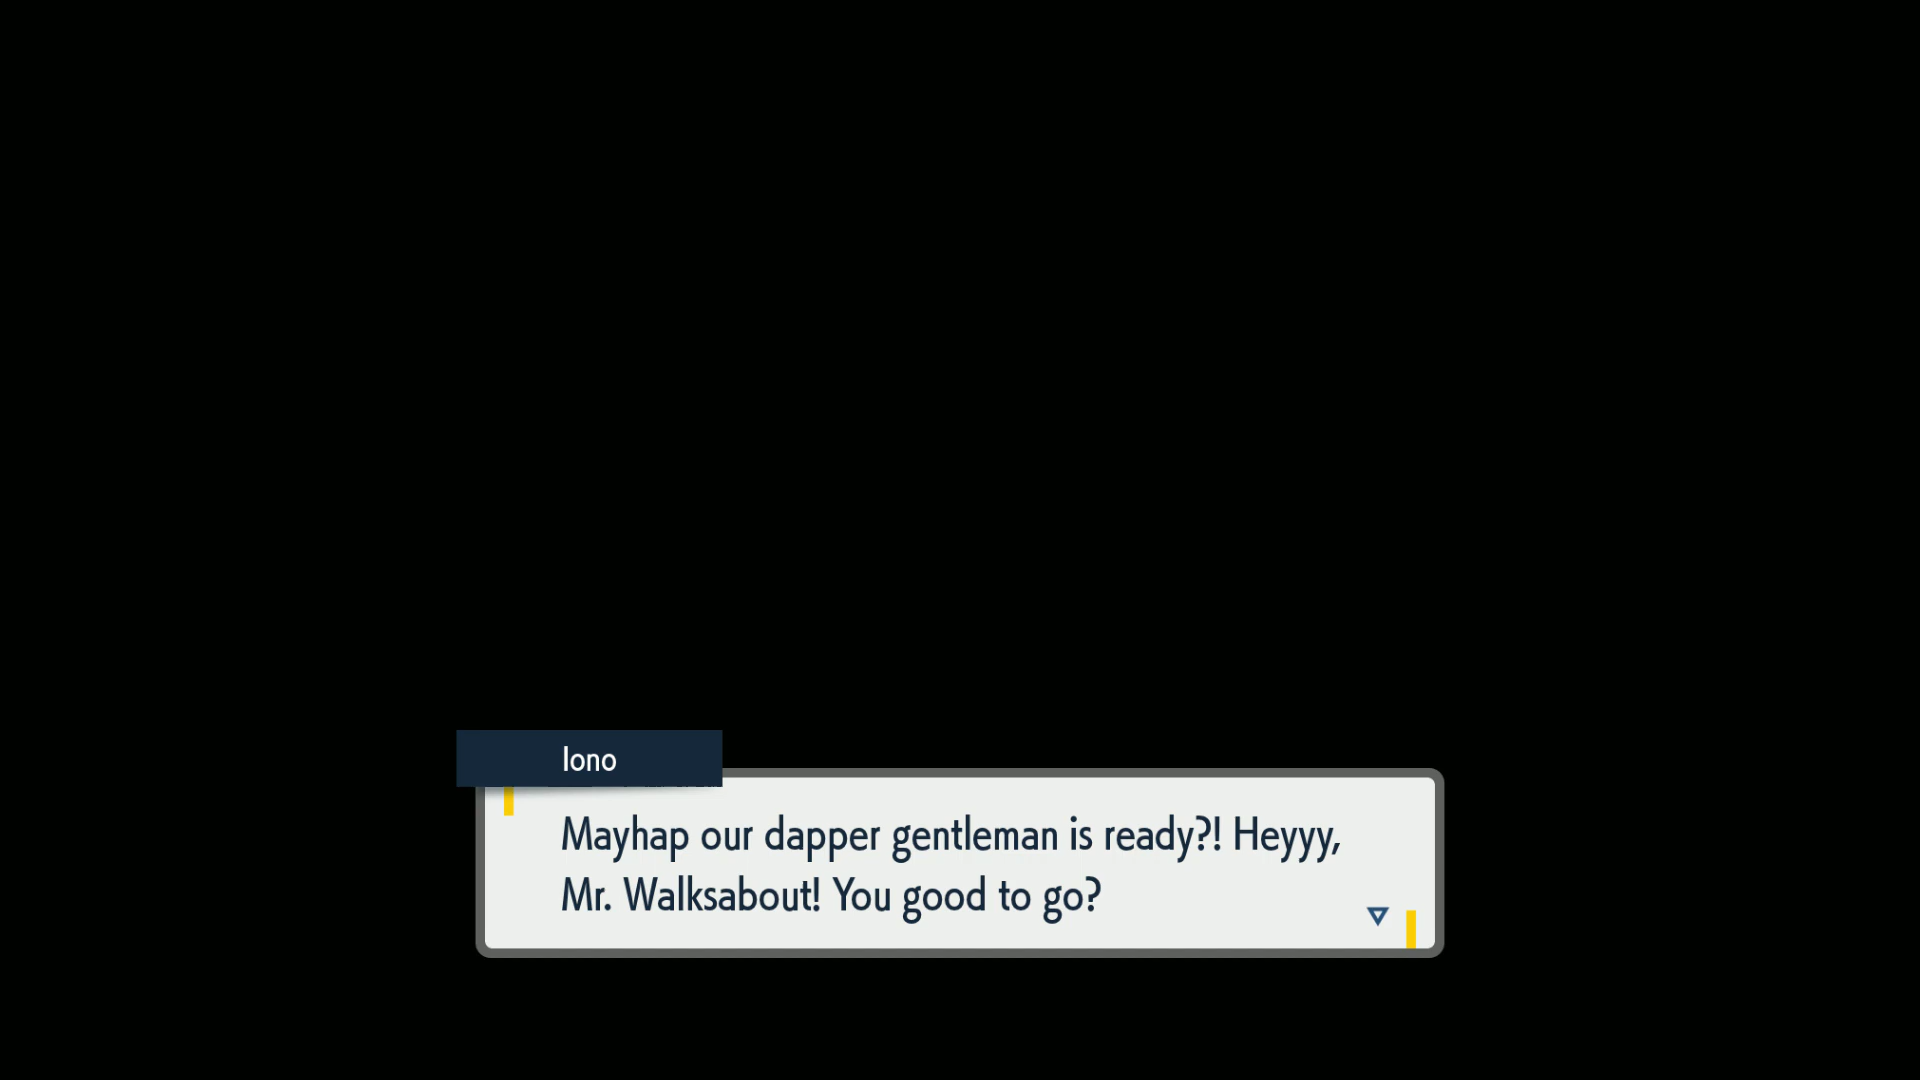 Iono
Mayhap our dapper gentleman is ready?! Heyyy,
Mr. Walksabout! You good to go?